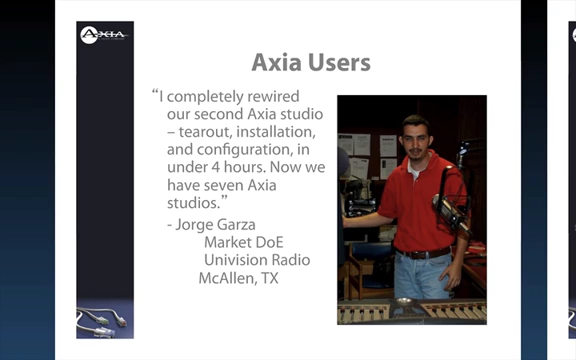 AXIA
Axia Users
“I completely rewired
our second Axia studio
– tearout, installation,
and configuration, in
under 4 hours. Now we
have seven Axia
studios.”
- Jorge Garza
Market DoE
Univision Radio
McAllen, TX